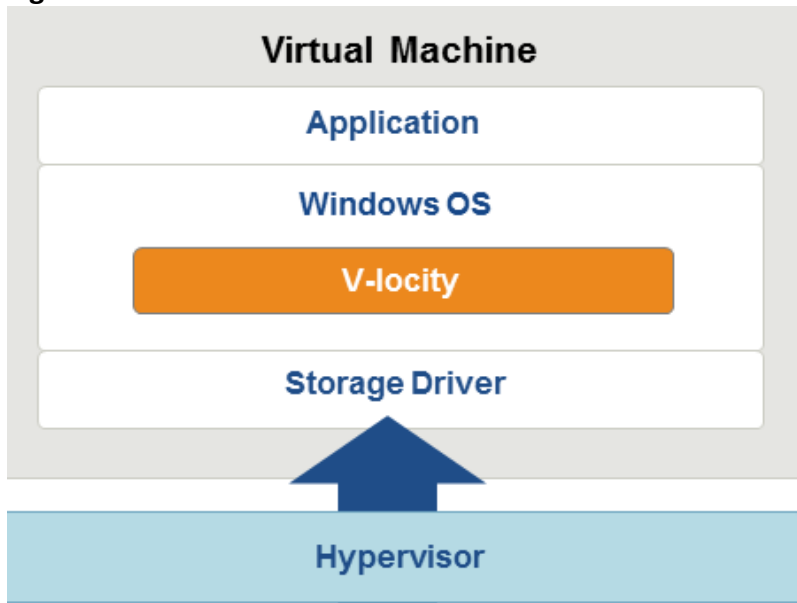 Virtual Machine
Application
Windows OS
V-locity
Storage Driver
Hypervisor